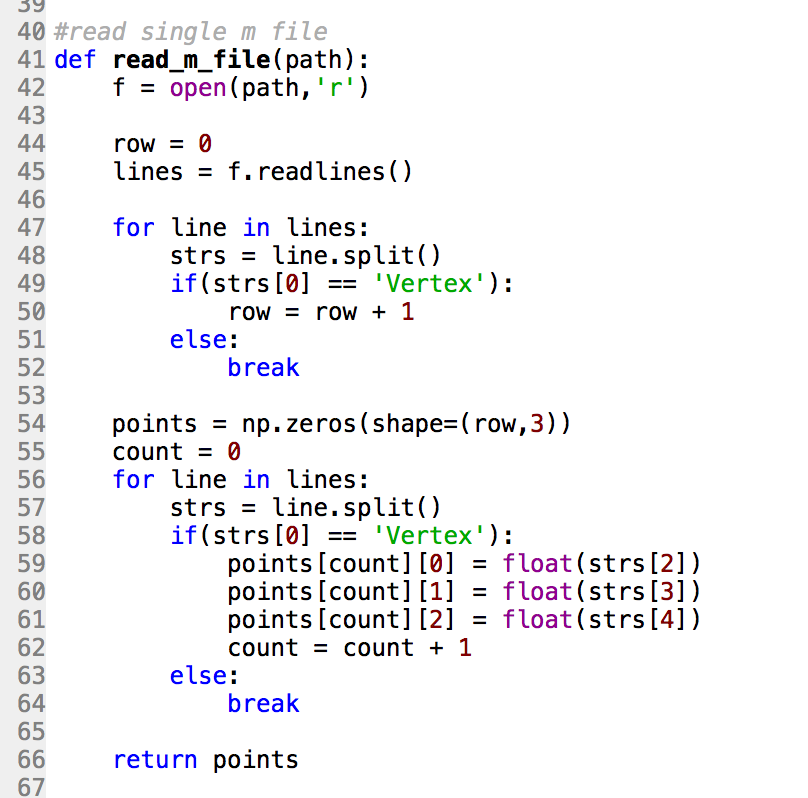 39
40 #read single m file
41 def read_m_file(path):
42     f = open(path,'r')
43
44     row = 0
45     lines = f.readlines()
46
47     for line in lines:
48         strs = line.split()
49         if(strs[0] == 'Vertex'):
50             row = row + 1
51         else:
52             break
53
54     points = np.zeros(shape=(row,3))
55     count = 0
56     for line in lines:
57         strs = line.split()
58         if(strs[0] == 'Vertex'):
59             points[count][0] = float(strs[2])
60             points[count][1] = float(strs[3])
61             points[count][2] = float(strs[4])
62             count = count + 1
63         else:
64             break
65
66     return points
67